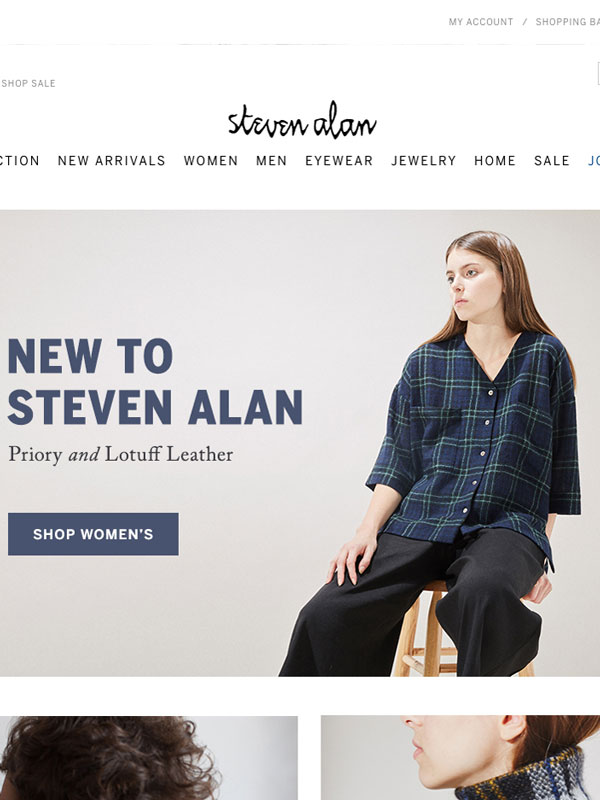 MY ACCOUNT / SHOPPING BA
SHOP SALE
steven alan
CTION NEW ARRIVALS WOMEN MEN EYEWEAR JEWELRY HOME SALE JO
NEW TO
STEVEN ALAN
Priory and Lotuff Leather
SHOP WOMEN'S